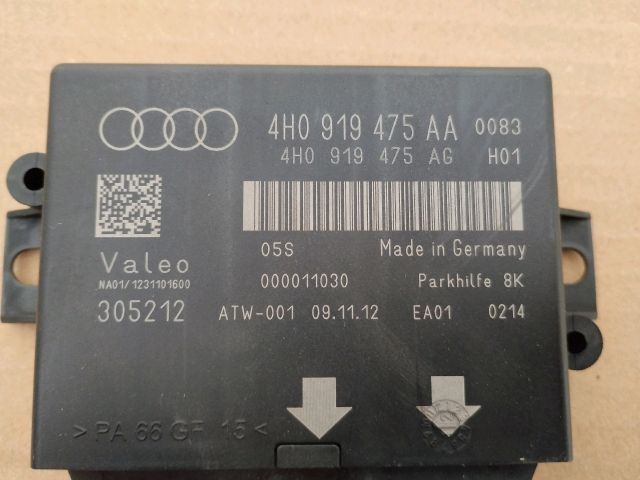 4H0 919 475 AA 0083
4H0 919 475 AG H01
05S Made in Germany
Valeo
000011030 Parkhilfe 8K
NA01/1231101600
305212 ATW-001 09.11.12 EA01 0214
>PA 66 GF 15<